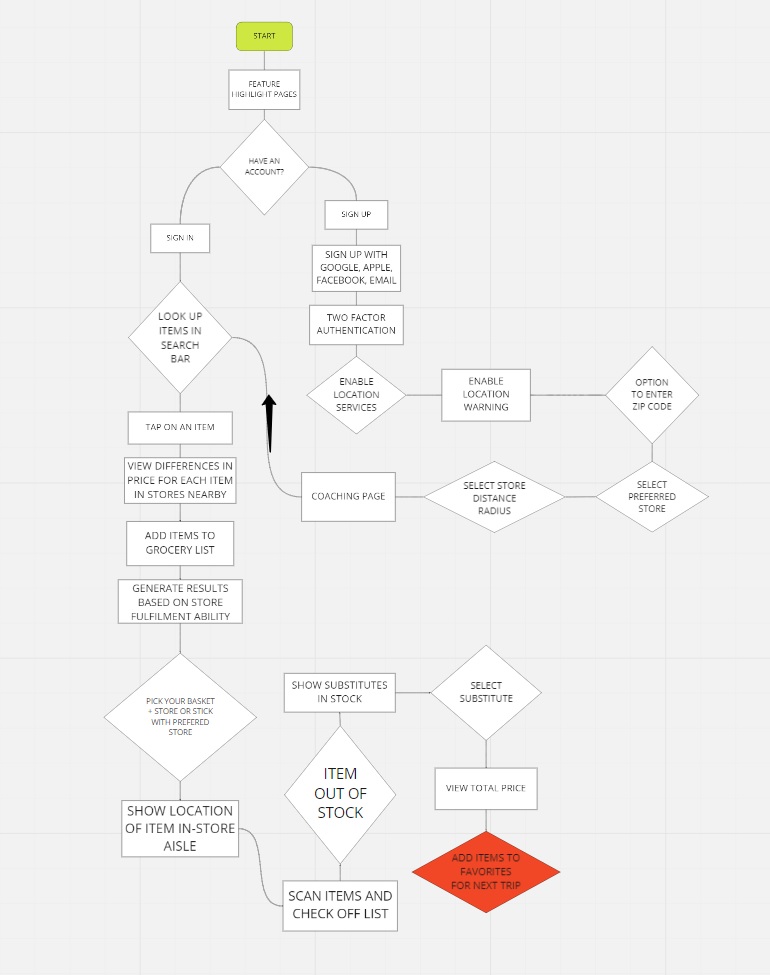 START
FEATURE
HIGHLIGHT PAGES
HAVE AN
ACCOUNT?
SIGN IN
SIGN UP
SIGN UP WITH
GOOGLE, APPLE,
FACEBOOK, EMAIL
TWO FACTOR
AUTHENTICATION
ENABLE
LOCATION
SERVICES
ENABLE
LOCATION
WARNING
OPTION
TO ENTER
ZIP CODE
SELECT
PREFERRED
STORE
SELECT STORE
DISTANCE
RADIUS
COACHING PAGE
LOOK UP
ITEMS IN
SEARCH
BAR
TAP ON AN ITEM
VIEW DIFFERENCES IN
PRICE FOR EACH ITEM
IN STORES NEARBY
ADD ITEMS TO
GROCERY LIST
GENERATE RESULTS
BASED ON STORE
FULFILMENT ABILITY
PICK YOUR BASKET
+ STORE OR STICK
WITH PREFERED
STORE
SHOW LOCATION
OF ITEM IN-STORE
AISLE
SCAN ITEMS AND
CHECK OFF LIST
ITEM
OUT OF
STOCK
SHOW SUBSTITUTES
IN STOCK
SELECT
SUBSTITUTE
VIEW TOTAL PRICE
ADD ITEMS TO
FAVORITES
FOR NEXT TRIP